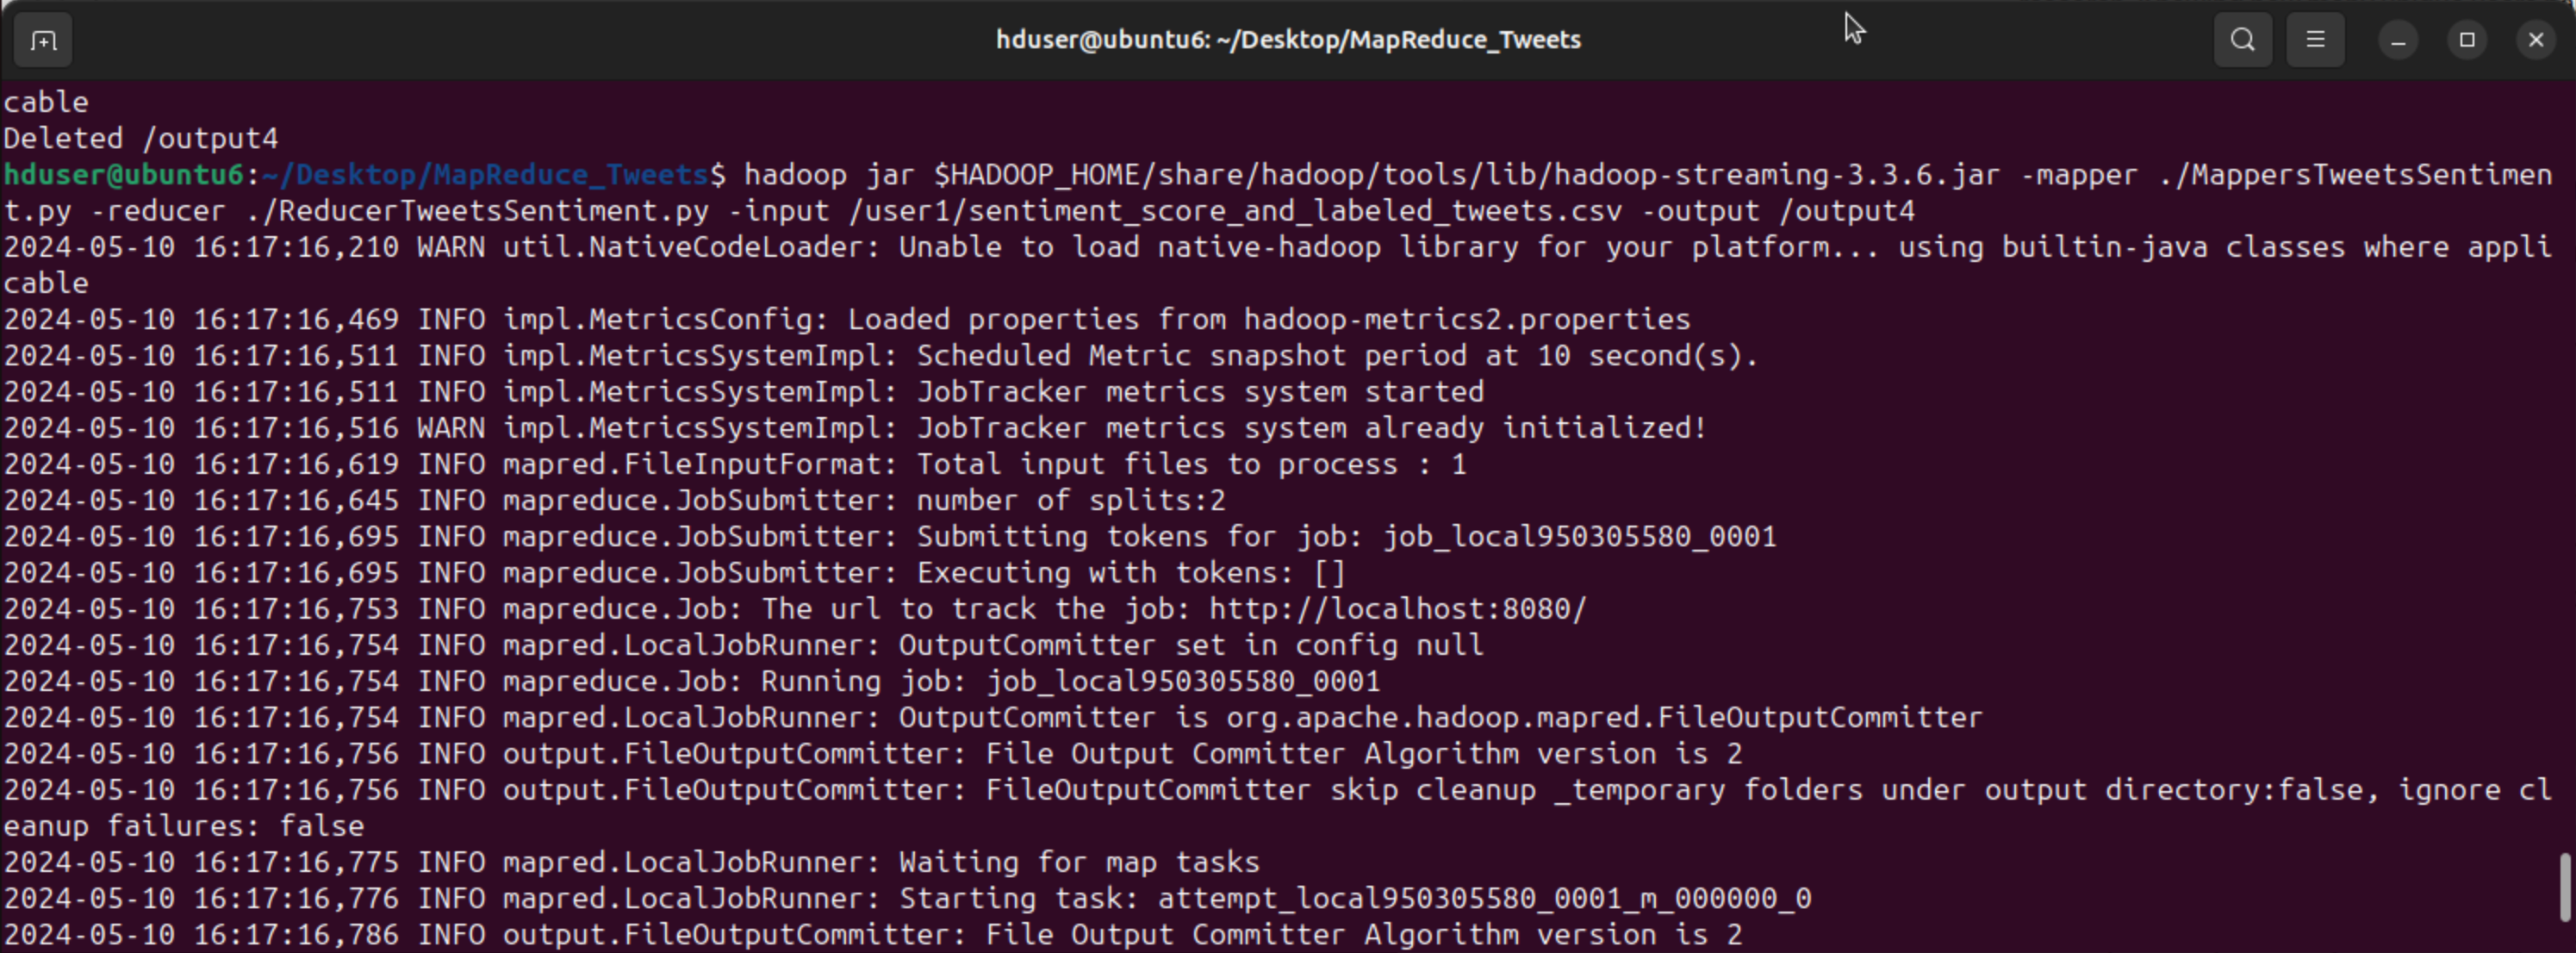 hduser@ubuntu6: ~/Desktop/MapReduce_Tweets
cable
Deleted /output4
hduser@ubuntu6:~/Desktop/MapReduce_Tweets$ hadoop jar $HADOOP_HOME/share/hadoop/tools/lib/hadoop-streaming-3.3.6.jar -mapper ./MappersTweetsSentimen
t.py -reducer ./ReducerTweetsSentiment.py -input /user1/sentiment_score_and_labeled_tweets.csv -output /output4
2024-05-10 16:17:16,210 WARN util.NativeCodeLoader: Unable to load native-hadoop library for your platform... using builtin-java classes where appli
cable
2024-05-10 16:17:16,469 INFO impl.MetricsConfig: Loaded properties from hadoop-metrics2.properties
2024-05-10 16:17:16,511 INFO impl.MetricsSystemImpl: Scheduled Metric snapshot period at 10 second(s).
2024-05-10 16:17:16,511 INFO impl.MetricsSystemImpl: JobTracker metrics system started
2024-05-10 16:17:16,516 WARN impl.MetricsSystemImpl: JobTracker metrics system already initialized!
2024-05-10 16:17:16,619 INFO mapred.FileInputFormat: Total input files to process : 1
2024-05-10 16:17:16,645 INFO mapreduce.JobSubmitter: number of splits:2
2024-05-10 16:17:16,695 INFO mapreduce.JobSubmitter: Submitting tokens for job: job_local950305580_0001
2024-05-10 16:17:16,695 INFO mapreduce.JobSubmitter: Executing with tokens: []
2024-05-10 16:17:16,753 INFO mapreduce.Job: The url to track the job: http://localhost:8080/
2024-05-10 16:17:16,754 INFO mapred.LocalJobRunner: OutputCommitter set in config null
2024-05-10 16:17:16,754 INFO mapreduce.Job: Running job: job_local950305580_0001
2024-05-10 16:17:16,754 INFO mapred.LocalJobRunner: OutputCommitter is org.apache.hadoop.mapred.FileOutputCommitter
2024-05-10 16:17:16,756 INFO output.FileOutputCommitter: File Output Committer Algorithm version is 2
2024-05-10 16:17:16,756 INFO output.FileOutputCommitter: FileOutputCommitter skip cleanup _temporary folders under output directory:false, ignore cl
eanup failures: false
2024-05-10 16:17:16,775 INFO mapred.LocalJobRunner: Waiting for map tasks
2024-05-10 16:17:16,776 INFO mapred.LocalJobRunner: Starting task: attempt_local950305580_0001_m_000000_0
2024-05-10 16:17:16,786 INFO output.FileOutputCommitter: File Output Committer Algorithm version is 2